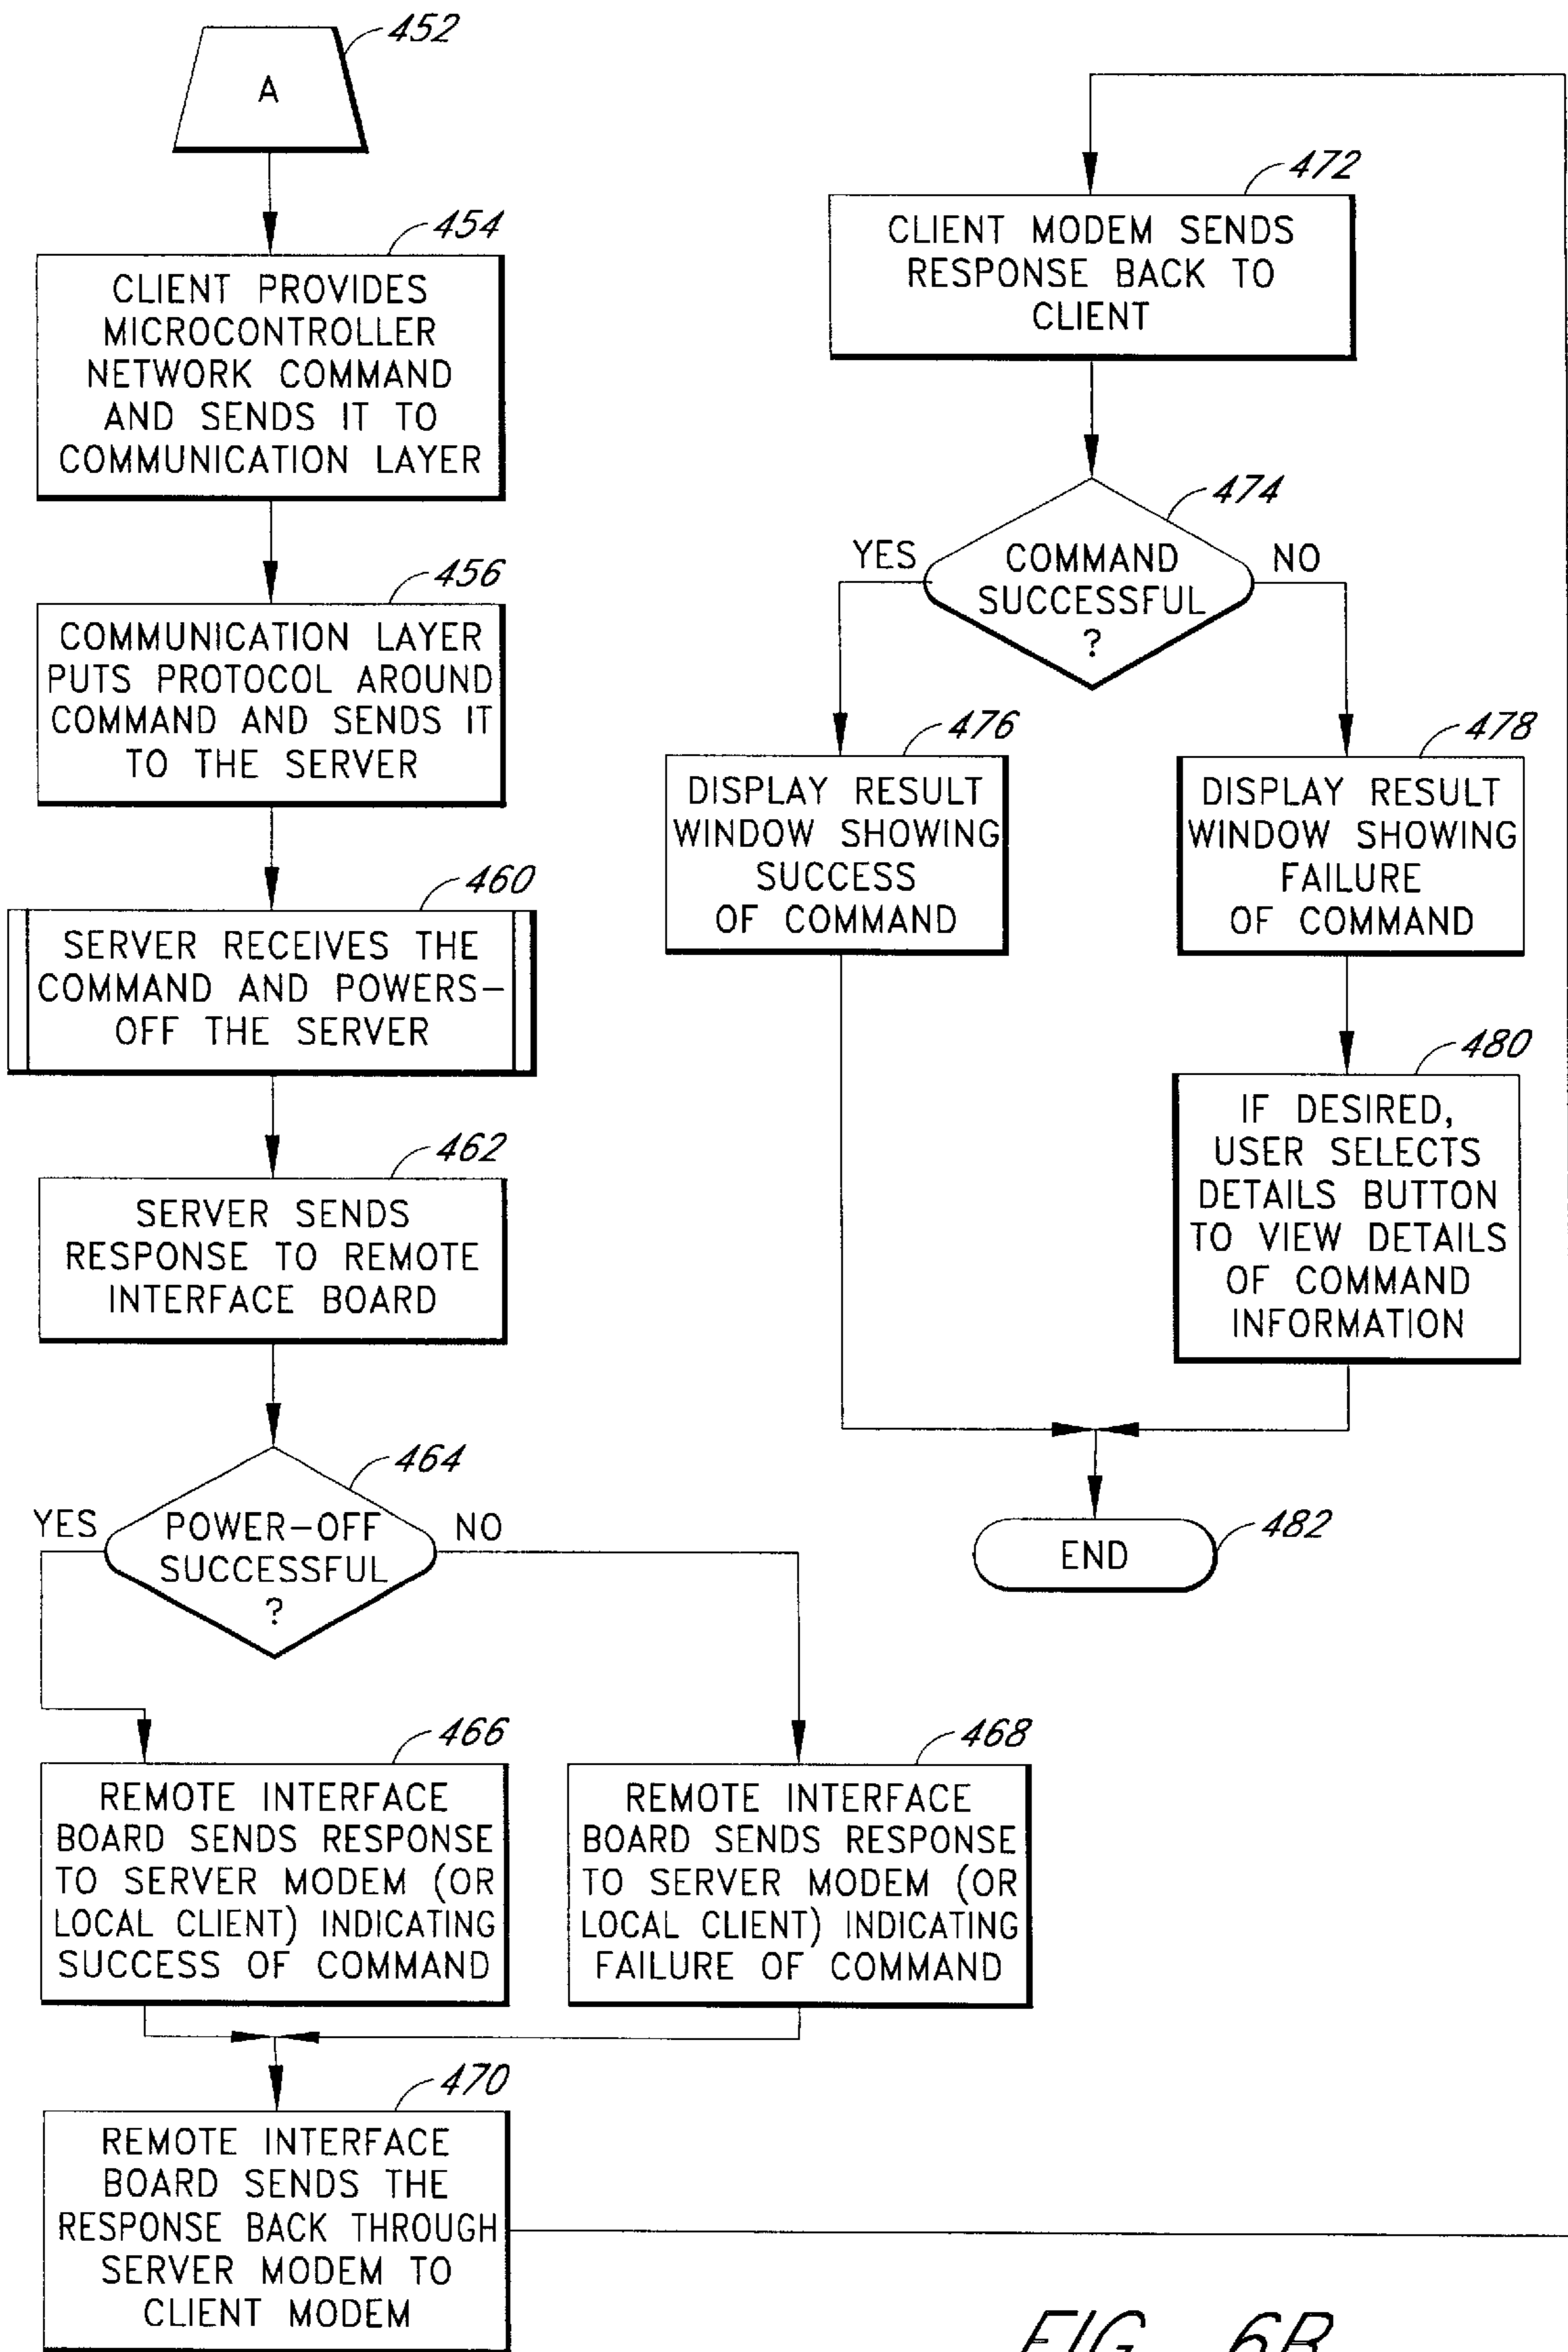 452
A
454
CLIENT PROVIDES
MICROCONTROLLER
NETWORK COMMAND
AND SENDS IT TO
COMMUNICATION LAYER
456
COMMUNICATION LAYER
PUTS PROTOCOL AROUND
COMMAND AND SENDS IT
TO THE SERVER
460
SERVER RECEIVES THE
COMMAND AND POWERS-
OFF THE SERVER
462
SERVER SENDS
RESPONSE TO REMOTE
INTERFACE BOARD
464
YES
POWER-OFF
SUCCESSFUL
?
NO
466
REMOTE INTERFACE
BOARD SENDS RESPONSE
TO SERVER MODEM (OR
LOCAL CLIENT) INDICATING
SUCCESS OF COMMAND
468
REMOTE INTERFACE
BOARD SENDS RESPONSE
TO SERVER MODEM (OR
LOCAL CLIENT) INDICATING
FAILURE OF COMMAND
470
REMOTE INTERFACE
BOARD SENDS THE
RESPONSE BACK THROUGH
SERVER MODEM TO
CLIENT MODEM
472
CLIENT MODEM SENDS
RESPONSE BACK TO
CLIENT
474
YES
COMMAND
SUCCESSFUL
?
NO
476
DISPLAY RESULT
WINDOW SHOWING
SUCCESS
OF COMMAND
478
DISPLAY RESULT
WINDOW SHOWING
FAILURE
OF COMMAND
480
IF DESIRED,
USER SELECTS
DETAILS BUTTON
TO VIEW DETAILS
OF COMMAND
INFORMATION
END
482
FIG. 6B